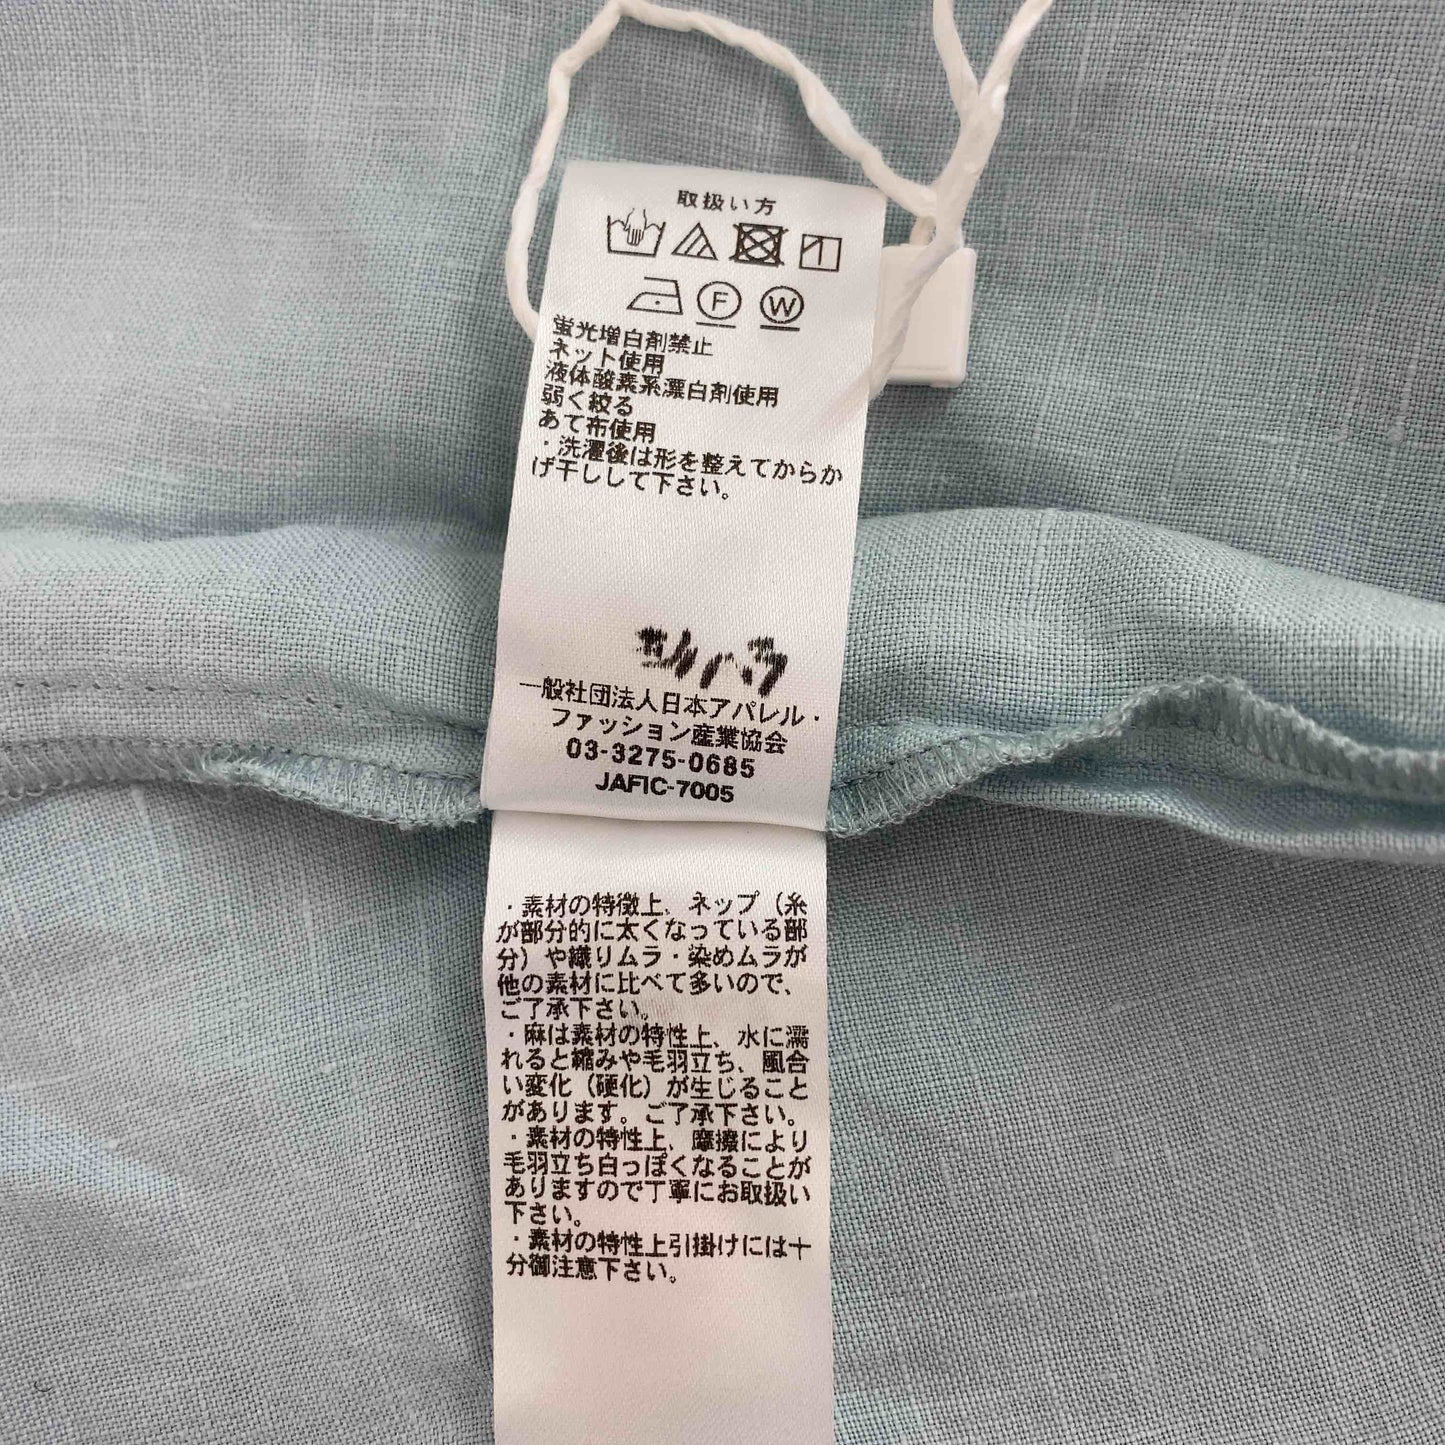 取扱い方
F W
蛍光増白剤禁止
ネット使用
液体酸素系漂白剤使用
弱く絞る
あて布使用
・洗濯後は形を整えてからか
げ干しして下さい。
一般社団法人日本アパレル・
ファッション産業協会
03-3275-0685
JAFIC-7005
・素材の特徴上、ネップ（糸
が部分的に太くなっている部
分）や織りムラ・染めムラが
他の素材に比べて多いので、
ご了承下さい。
・麻は素材の特性上、水に濡
れると縮みや毛羽立ち、風合
い変化（硬化）が生じること
があります。ご了承下さい。
・素材の特性上、摩擦により
毛羽立ち白っぽくなることが
ありますので丁寧にお取扱い
下さい。
・素材の特性上引掛けには十
分御注意下さい。